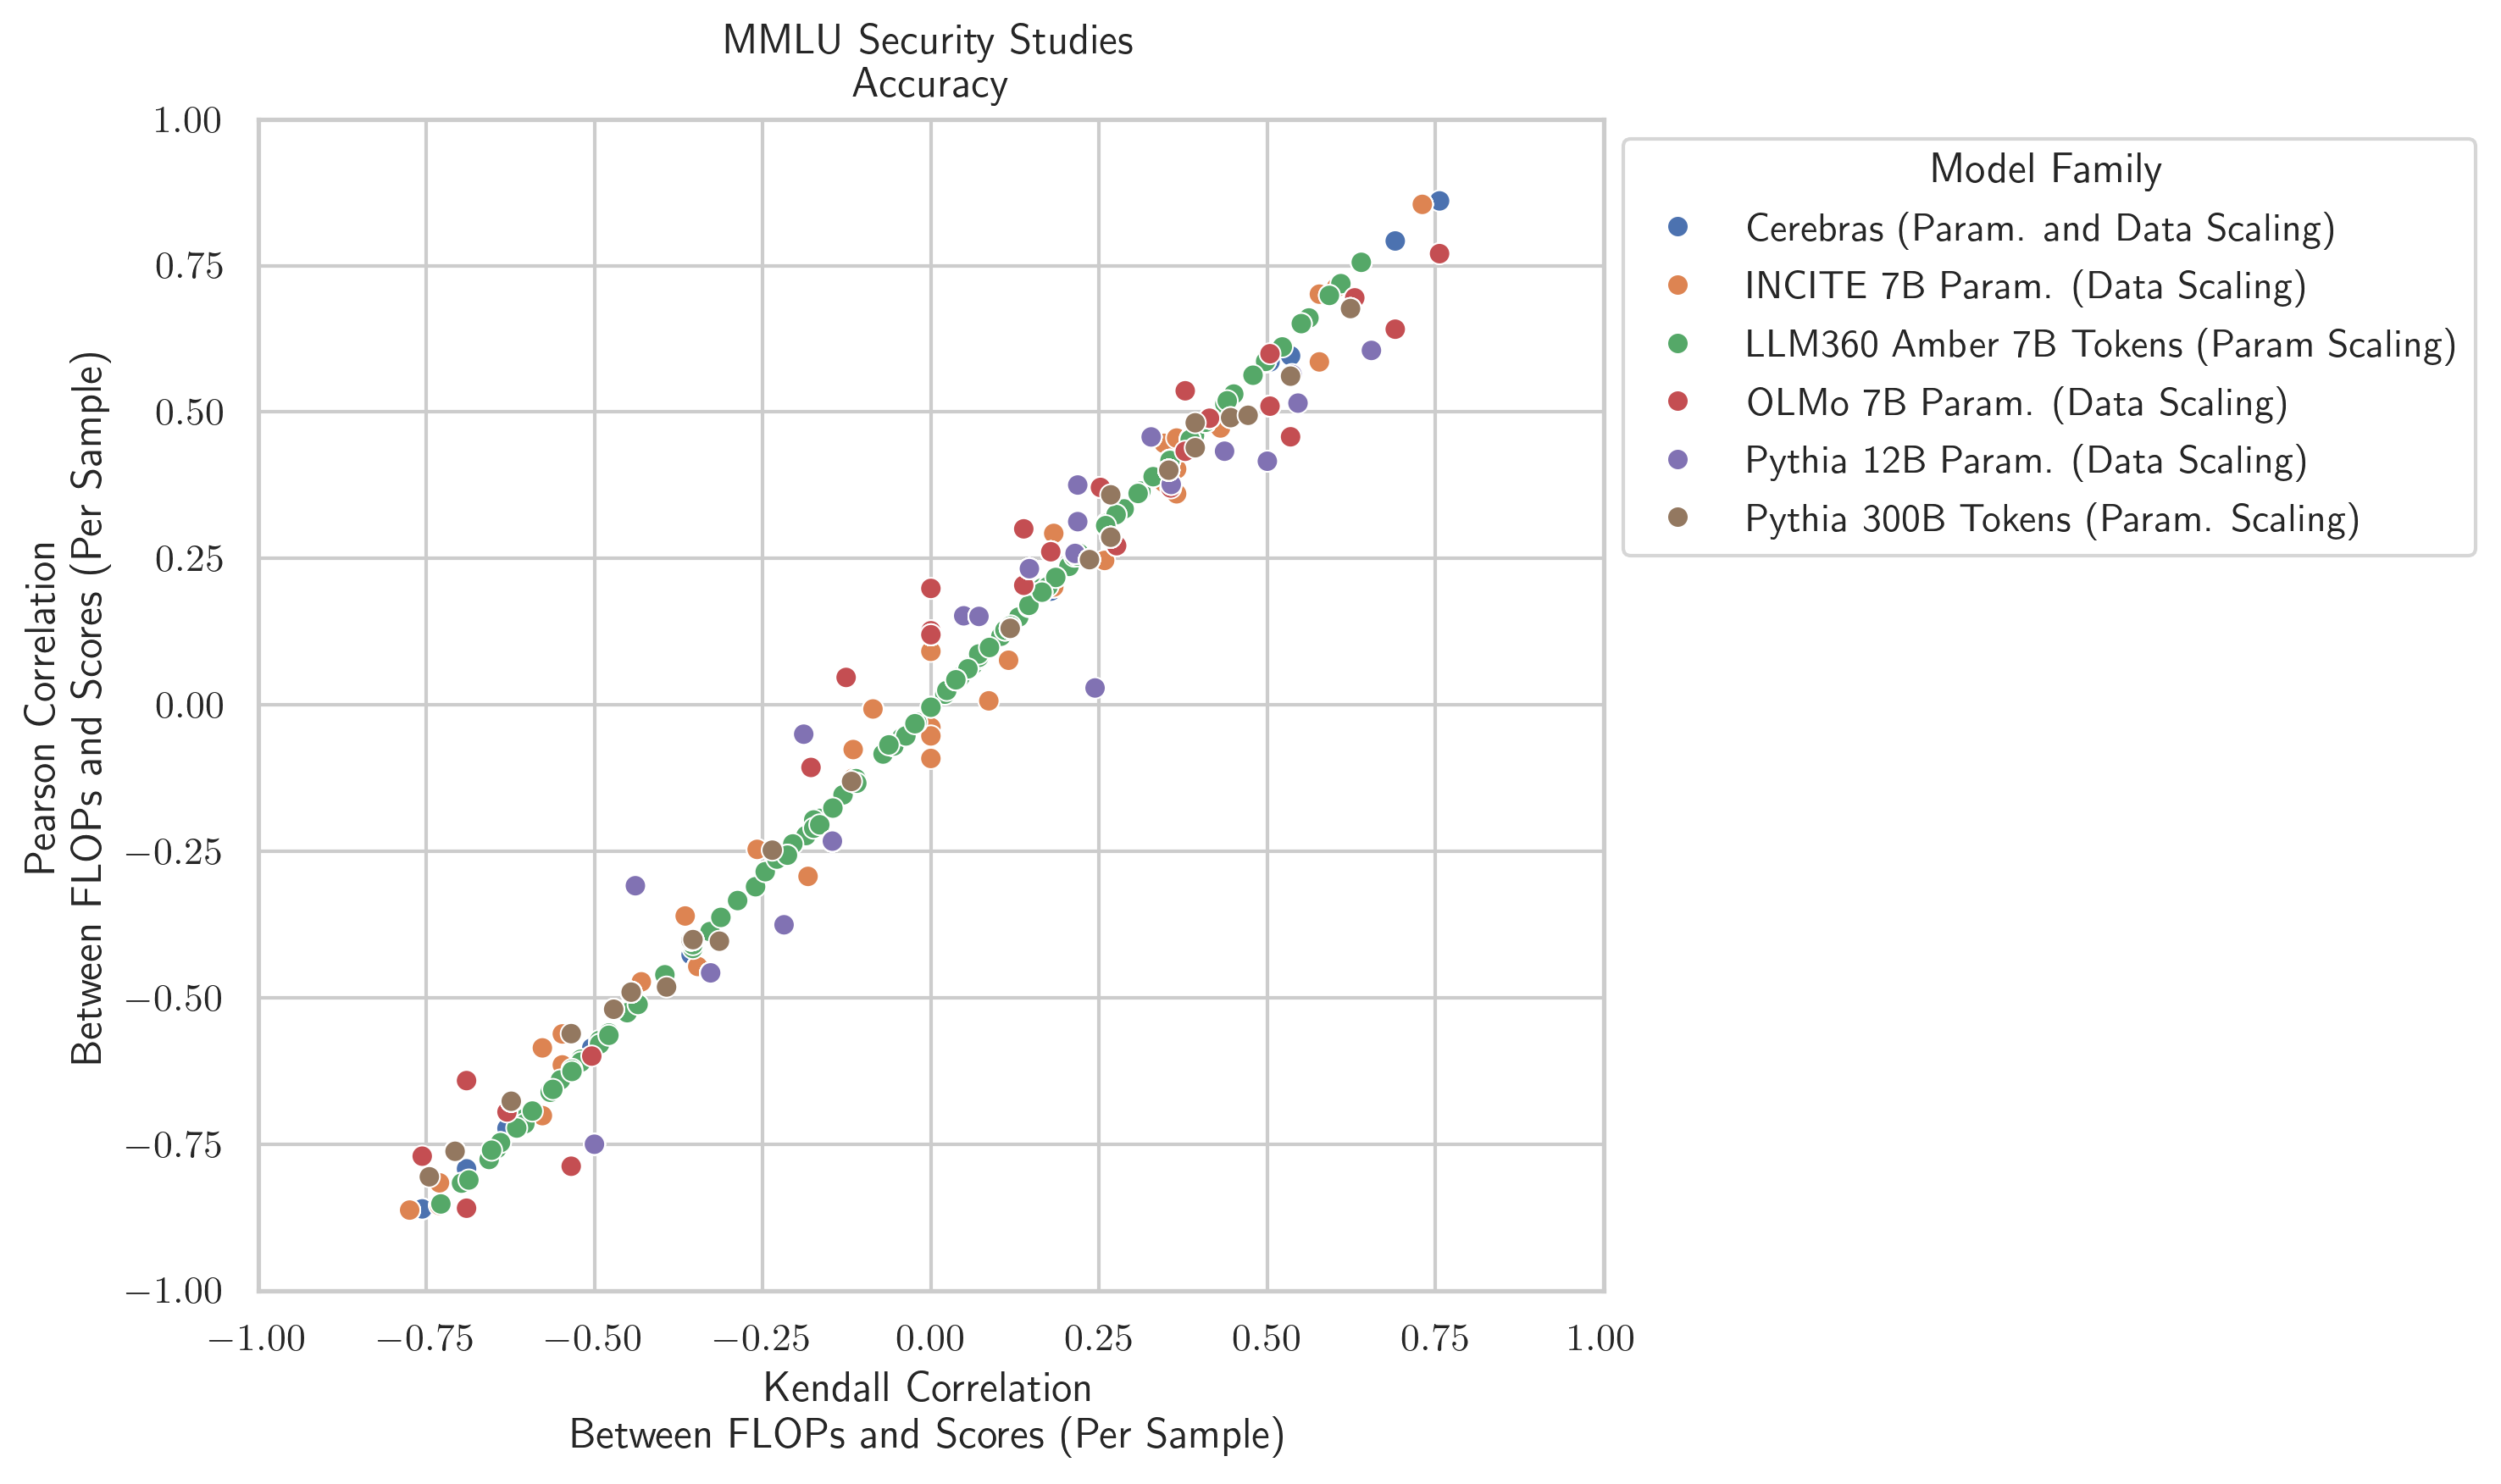 MMLU Security Studies
Accuracy
1.00
0.75
0.50
0.25
0.00
−0.25
−0.50
−0.75
−1.00
Pearson Correlation
Between FLOPs and Scores (Per Sample)
−1.00 −0.75 −0.50 −0.25 0.00 0.25 0.50 0.75 1.00
Kendall Correlation
Between FLOPs and Scores (Per Sample)
Model Family
Cerebras (Param. and Data Scaling)
INCITE 7B Param. (Data Scaling)
LLM360 Amber 7B Tokens (Param Scaling)
OLMo 7B Param. (Data Scaling)
Pythia 12B Param. (Data Scaling)
Pythia 300B Tokens (Param. Scaling)